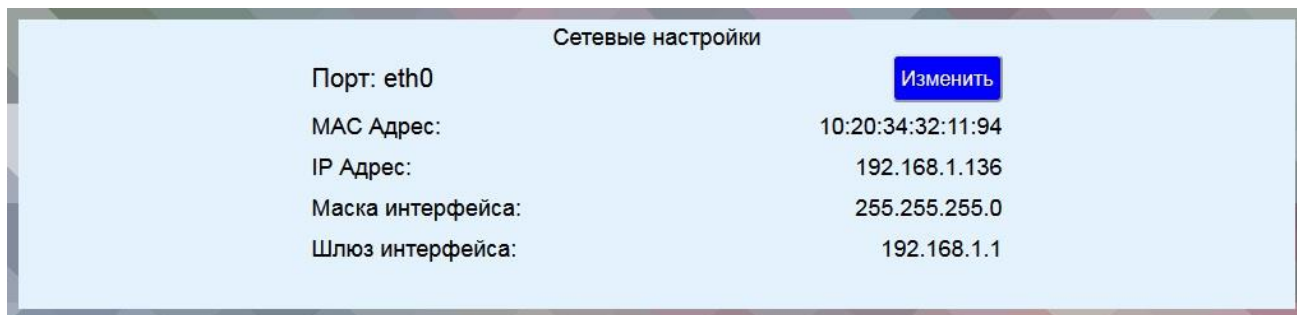 Сетевые настройки
Порт: eth0 Изменить
MAC Адрес: 10:20:34:32:11:94
IP Адрес: 192.168.1.136
Маска интерфейса: 255.255.255.0
Шлюз интерфейса: 192.168.1.1